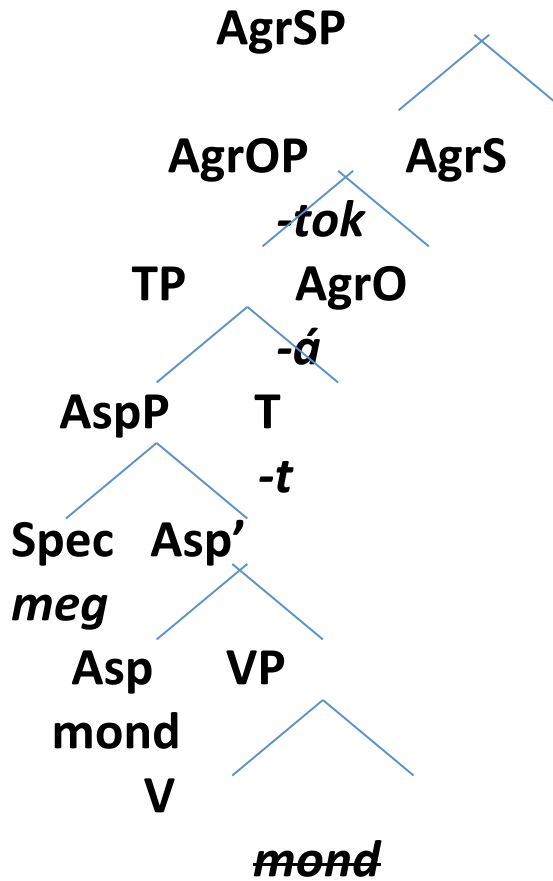 AgrSP
AgrOP AgrS
-tok
TP AgrO
-á
AspP T
-t
Spec Asp’
meg
Asp VP
mond
V
mond